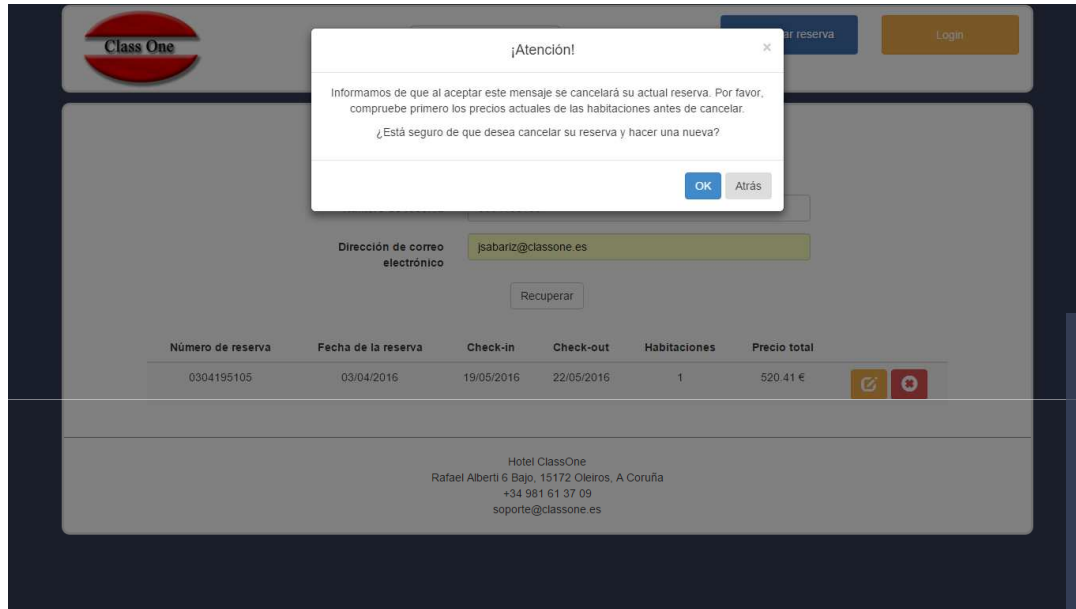 Class One
ar reserva
Login
¡Atención!
×
Informamos de que al aceptar este mensaje se cancelará su actual reserva. Por favor,
compruebe primero los precios actuales de las habitaciones antes de cancelar.
¿Está seguro de que desea cancelar su reserva y hacer una nueva?
OK Atrás
Dirección de correo
electrónico
jsabariz@classone.es
Recuperar
Número de reserva Fecha de la reserva Check-in Check-out Habitaciones Precio total
0304195105 03/04/2016 19/05/2016 22/05/2016 1 520.41 €
Hotel ClassOne
Rafael Alberti 6 Bajo, 15172 Oleiros, A Coruña
+34 981 61 37 09
soporte@classone.es